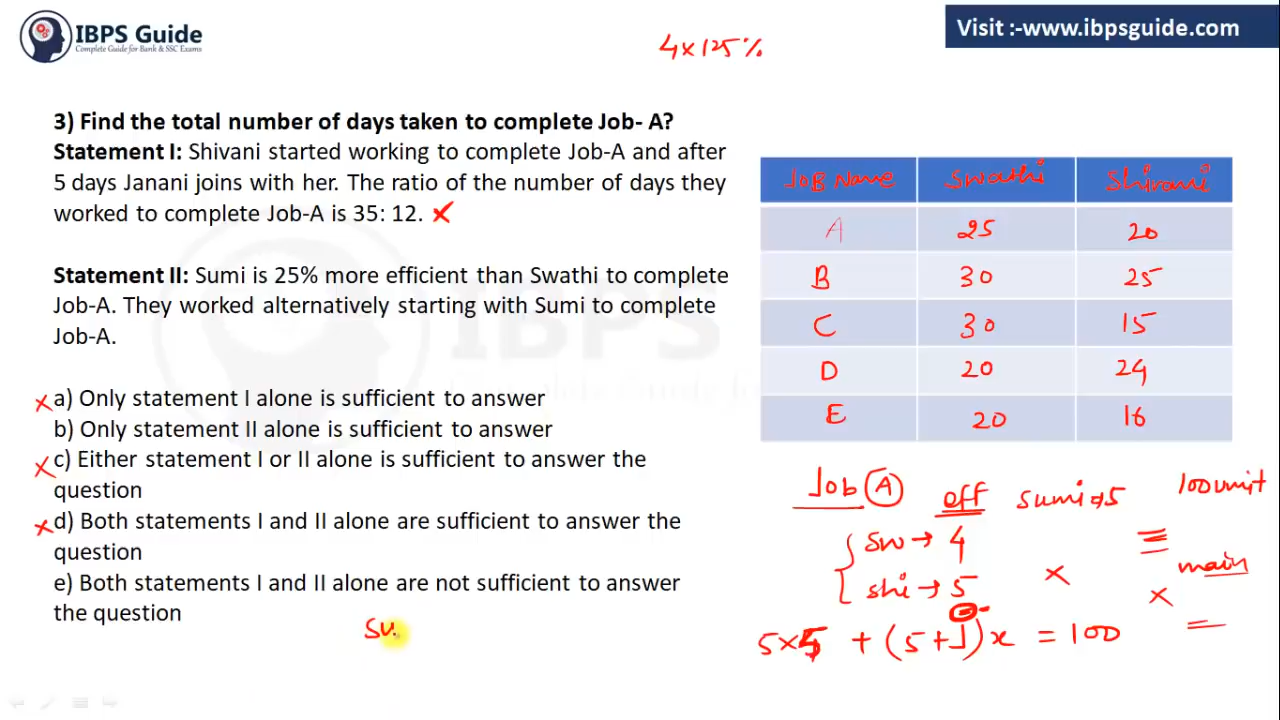 IBPS Guide
Complete Guide for Bank & SSC Exams
Visit :-www.ibpsguide.com
4 x 125 %
3) Find the total number of days taken to complete Job- A?
Statement I: Shivani started working to complete Job-A and after
5 days Janani joins with her. The ratio of the number of days they
worked to complete Job-A is 35: 12. x
Statement II: Sumi is 25% more efficient than Swathi to complete
Job-A. They worked alternatively starting with Sumi to complete
Job-A.
x a) Only statement I alone is sufficient to answer
b) Only statement II alone is sufficient to answer
x c) Either statement I or II alone is sufficient to answer the
question
x d) Both statements I and II alone are sufficient to answer the
question
e) Both statements I and II alone are not sufficient to answer
the question
JOB Name Swathi Shivani
A 25 20
B 30 25
C 30 15
D 20 24
E 20 16
Job (A) eff sumi → 5 100 unit
sw → 4
shi → 5 x main x
5 x 5 + (5 + J) x = 100
su
IBPS